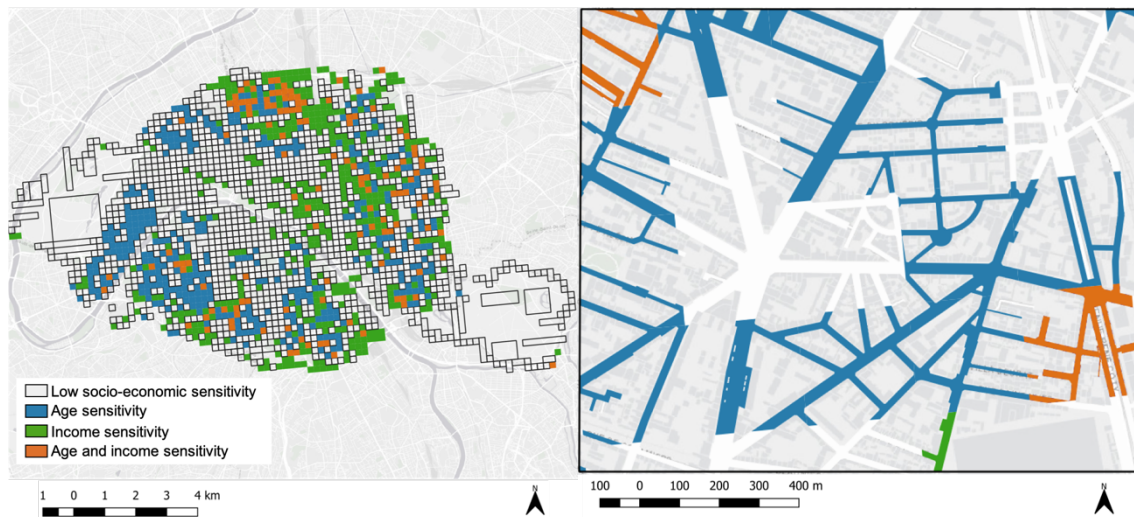 Low socio-economic sensitivity
Age sensitivity
Income sensitivity
Age and income sensitivity
1 0 1 2 3 4 km
N
100 0 100 200 300 400 m
N